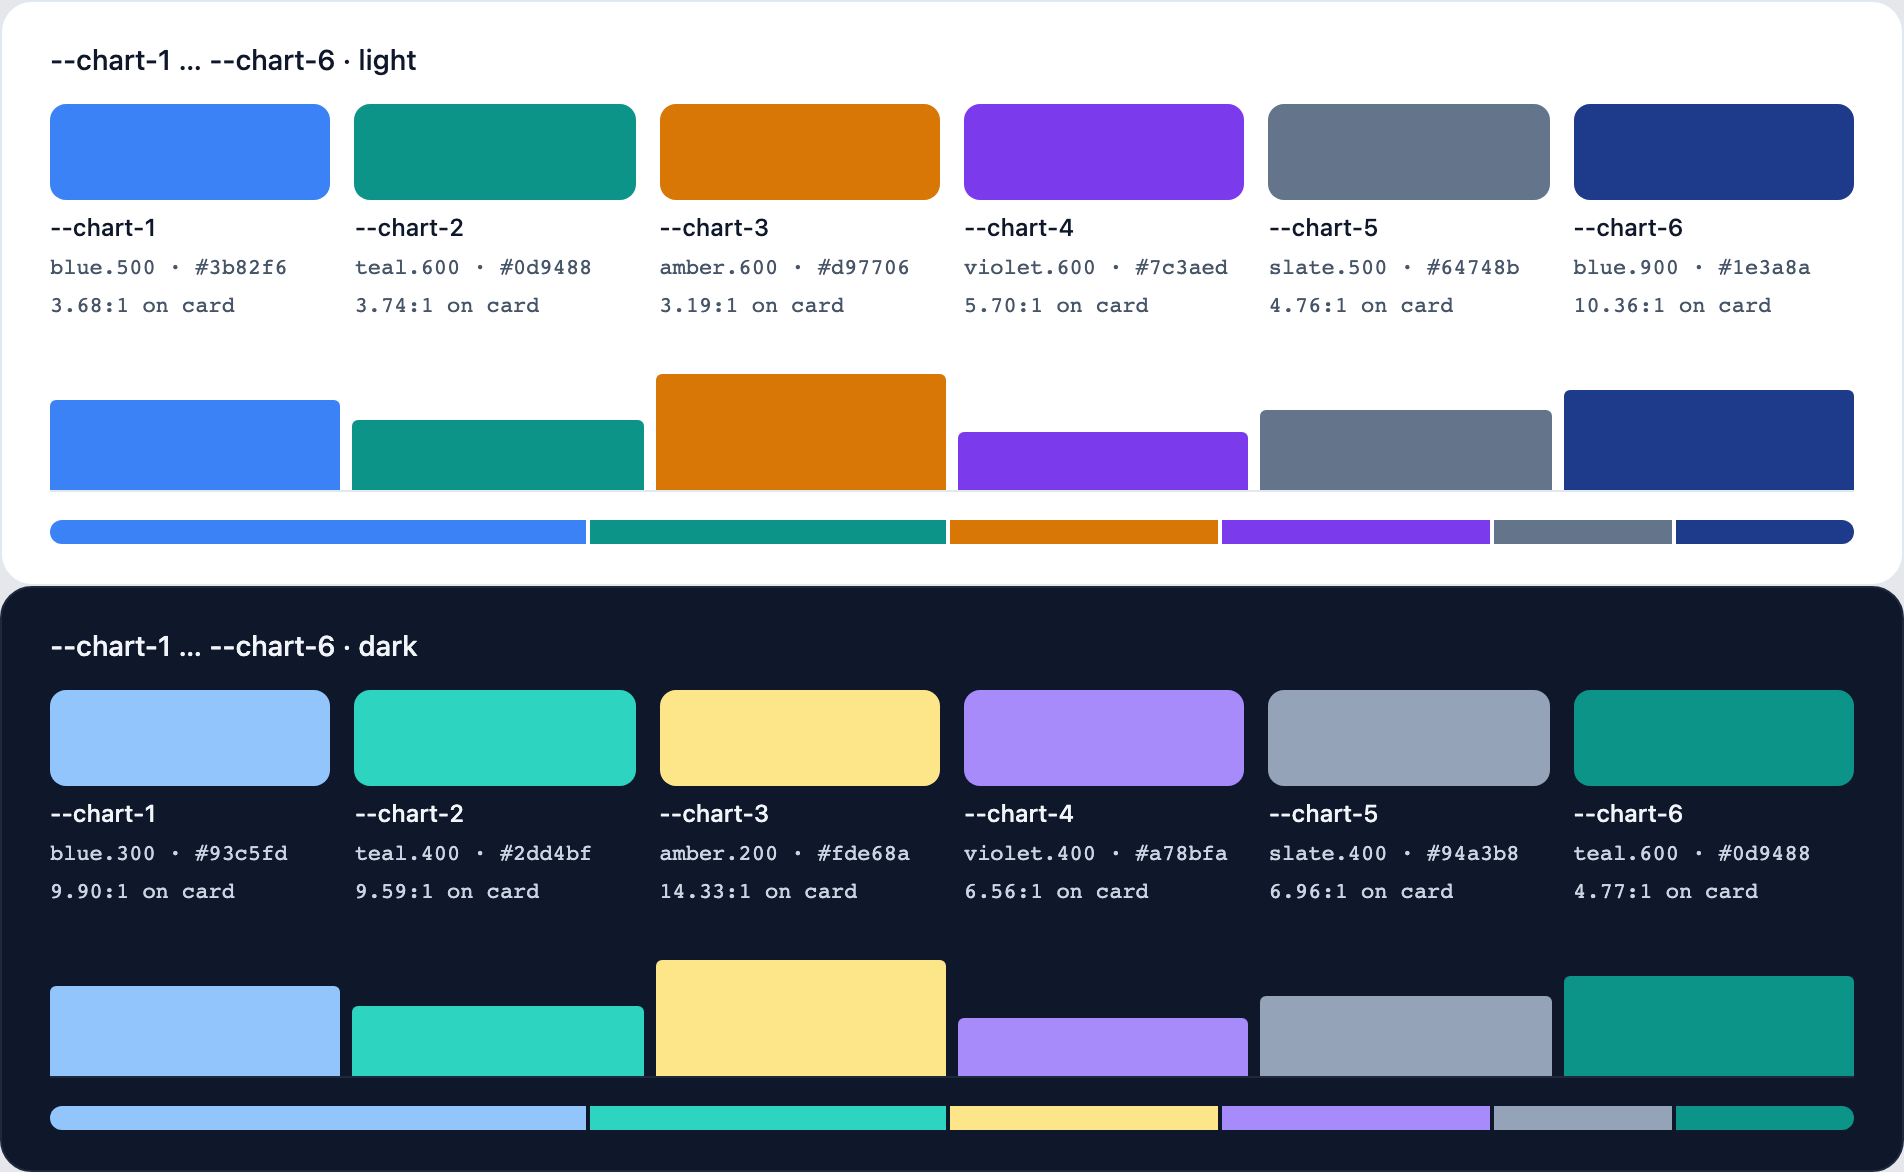 --chart-1 ... --chart-6 · light
--chart-1 --chart-2 --chart-3 --chart-4 --chart-5 --chart-6
blue.500 · #3b82f6 teal.600 · #0d9488 amber.600 · #d97706 violet.600 · #7c3aed slate.500 · #64748b blue.900 · #1e3a8a
3.68:1 on card 3.74:1 on card 3.19:1 on card 5.70:1 on card 4.76:1 on card 10.36:1 on card
--chart-1 ... --chart-6 · dark
--chart-1 --chart-2 --chart-3 --chart-4 --chart-5 --chart-6
blue.300 · #93c5fd teal.400 · #2dd4bf amber.200 · #fde68a violet.400 · #a78bfa slate.400 · #94a3b8 teal.600 · #0d9488
9.90:1 on card 9.59:1 on card 14.33:1 on card 6.56:1 on card 6.96:1 on card 4.77:1 on card